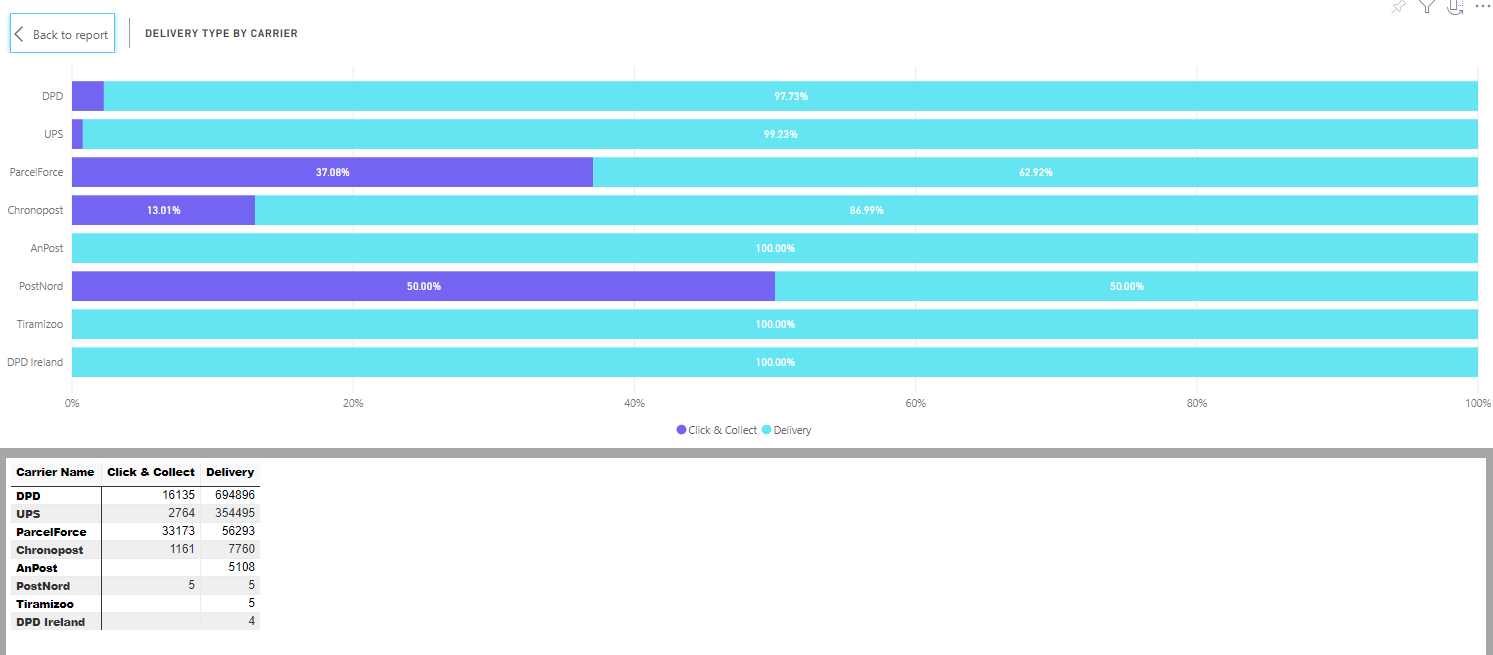 Back to report
DELIVERY TYPE BY CARRIER
DPD 97.73%
UPS 99.23%
ParcelForce 37.08% 62.92%
Chronopost 13.01% 86.99%
AnPost 100.00%
PostNord 50.00% 50.00%
Tiramizoo 100.00%
DPD Ireland 100.00%
0% 20% 40% 60% 80% 100%
Click & Collect Delivery
Carrier Name Click & Collect Delivery
DPD 16135 694896
UPS 2764 354495
ParcelForce 33173 56293
Chronopost 1161 7760
AnPost 5108
PostNord 5 5
Tiramizoo 5
DPD Ireland 4